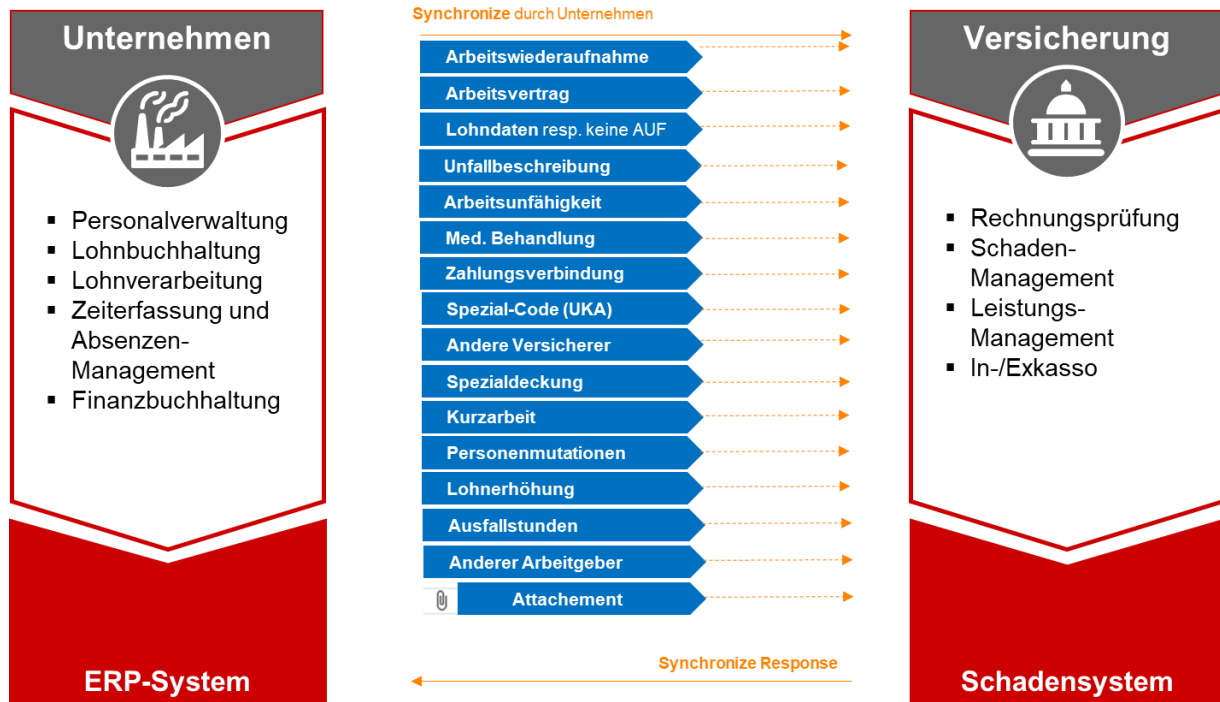 Unternehmen
▪ Personalverwaltung
▪ Lohnbuchhaltung
▪ Lohnverarbeitung
▪ Zeiterfassung und
Absenzen-
Management
▪ Finanzbuchhaltung
ERP-System
Synchronize durch Unternehmen
Arbeitswiederaufnahme
Arbeitsvertrag
Lohndaten resp. keine AUF
Unfallbeschreibung
Arbeitsunfähigkeit
Med. Behandlung
Zahlungsverbindung
Spezial-Code (UKA)
Andere Versicherer
Spezialdeckung
Kurzarbeit
Personenmutationen
Lohnerhöhung
Ausfallstunden
Anderer Arbeitgeber
Attachement
Synchronize Response
Versicherung
▪ Rechnungsprüfung
▪ Schaden-
Management
▪ Leistungs-
Management
▪ In-/Exkasso
Schadensystem